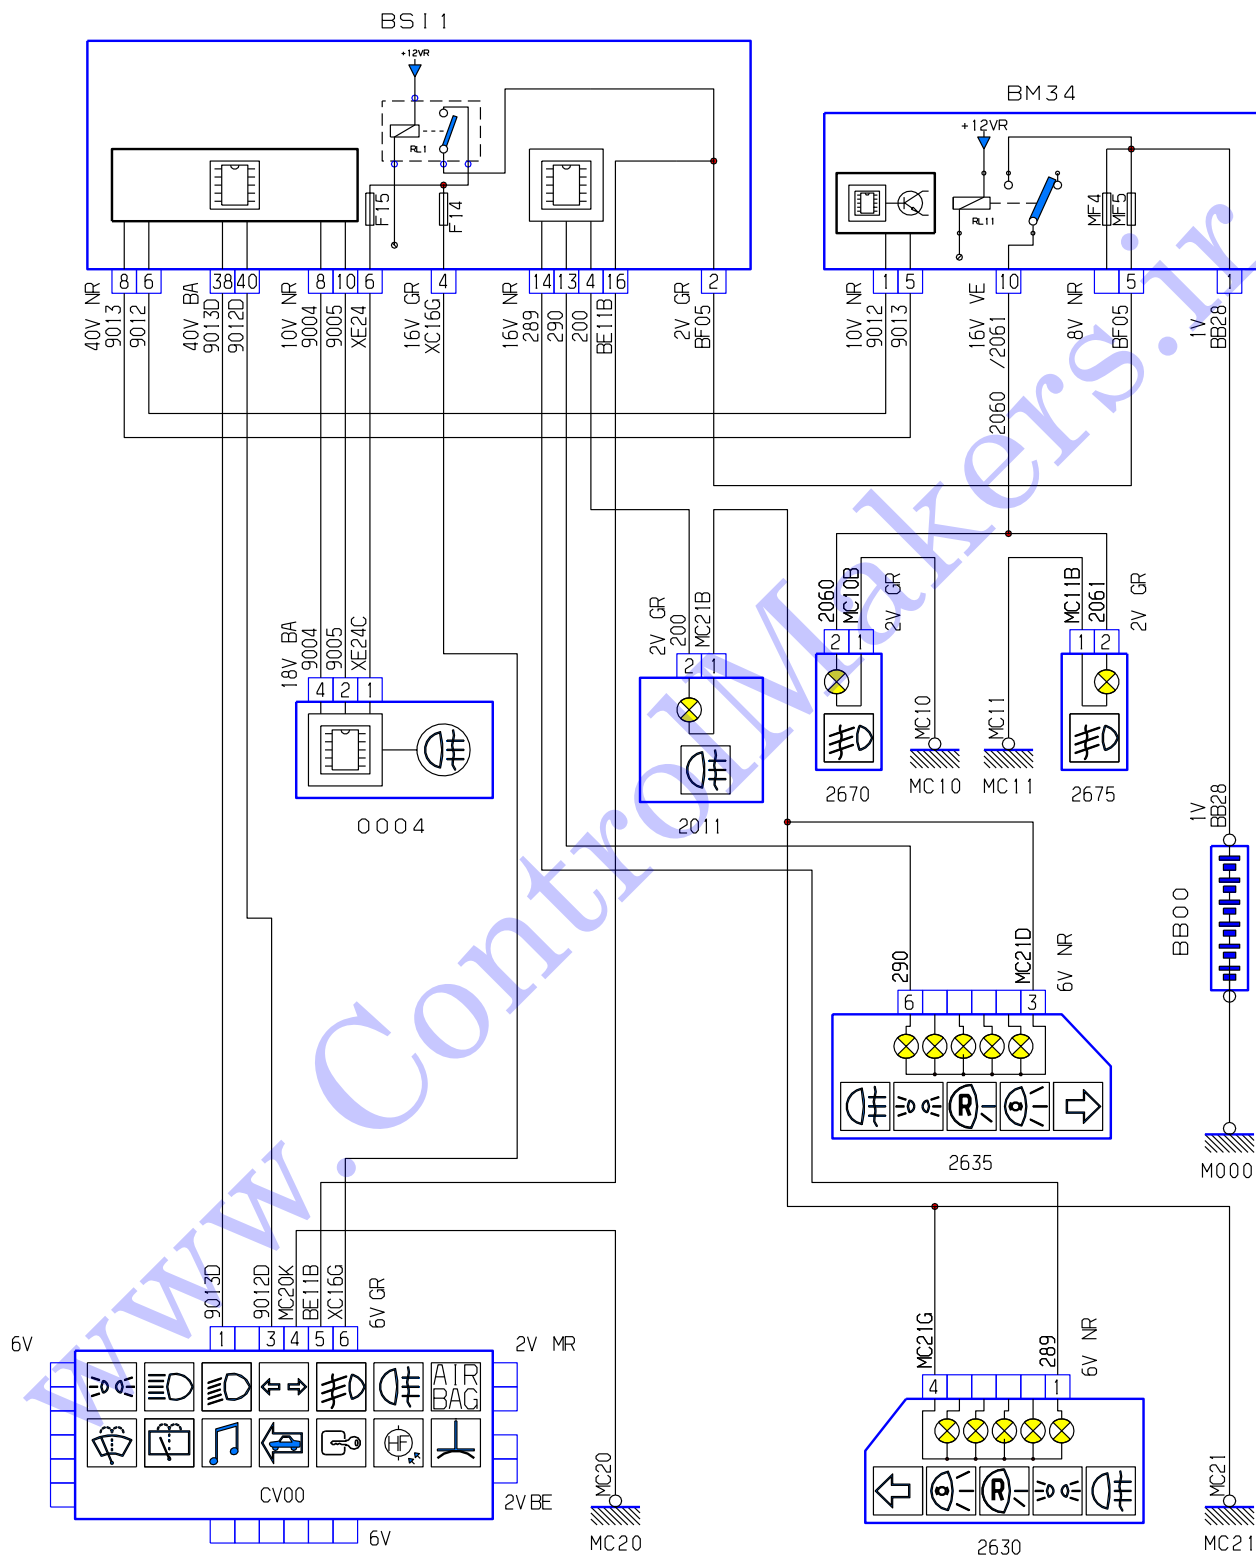 BSI1
+12VR
RL1
F15
F14
BM34
+12VR
RL11
MF4
MF5
8 6 38 40 8 10 6 4 14 13 4 16 2
1 5 10 5 1
40V NR
9013
9012
40V BA
9013D
9012D
10V NR
9004
9005
XE24
16V GR
XC16G
16V NR
289
290
200
BE11B
2V GR
BF05
10V NR
9012
9013
16V VE
/2061
2060
8V NR
BF05
1V
BB28
18V BA
9004
9005
XE24C
4 2 1
0004
2V GR
200
MC21B
2 1
2011
2060
MC10B
2V GR
2 1
2670
MC10
MC10
MC11
MC11
MC11B
2061
2V GR
1 2
2675
1V
BB28
BB00
M000
290
MC21D
6V NR
6 3
R
2635
9013D
9012D
MC20K
BE11B
XC16G
6V GR
1 3 4 5 6
6V
2V MR
AIR
BAG
HF
CV00
2V BE
6V
MC20
MC20
MC21G
289
6V NR
4 1
R
2630
MC21
MC21
www.ControlMakers.ir